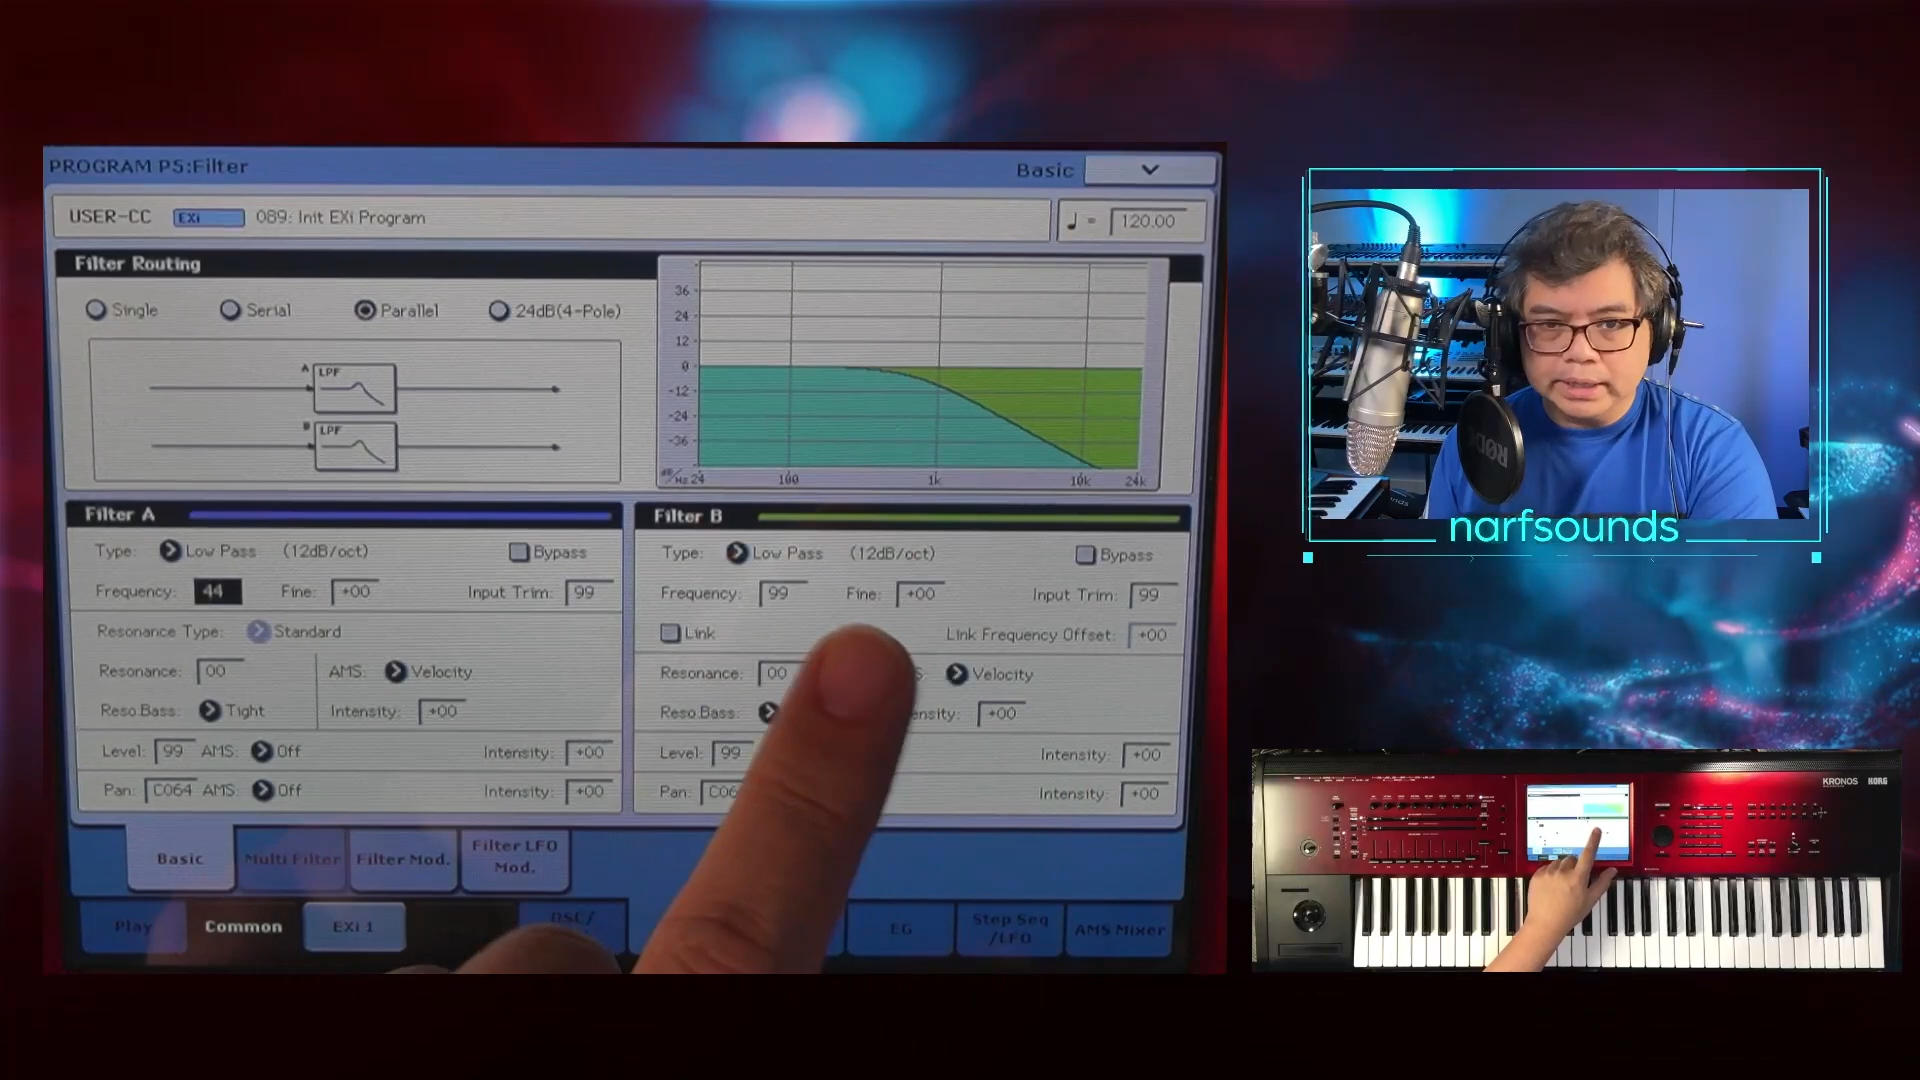 PROGRAM P5:Filter
Basic
USER-CC EXi 089: Init EXi Program
♩ = 120.00
Filter Routing
Single Serial Parallel 24dB(4-Pole)
A LPF
B LPF
36
24
12
0
-12
-24
-36
dB/Hz 24 100 1k 10k 24k
Filter A
Type: Low Pass (12dB/oct) Bypass
Frequency: 44 Fine: +00 Input Trim: 99
Resonance Type: Standard
Resonance: 00 AMS: Velocity
Reso.Bass: Tight Intensity: +00
Level: 99 AMS: Off Intensity: +00
Pan: C064 AMS: Off Intensity: +00
Filter B
Type: Low Pass (12dB/oct) Bypass
Frequency: 99 Fine: +00 Input Trim: 99
Link Link Frequency Offset: +00
Resonance: 00 Velocity
Reso.Bass: +00
Level: 99 Intensity: +00
Pan: Intensity: +00
Basic Multi Filter Filter Mod. Filter LFO Mod.
Play Common EXi 1 OSC/ EG Step Seq /LFO AMS Mixer
RØDE
narfsounds
KRONOS KORG